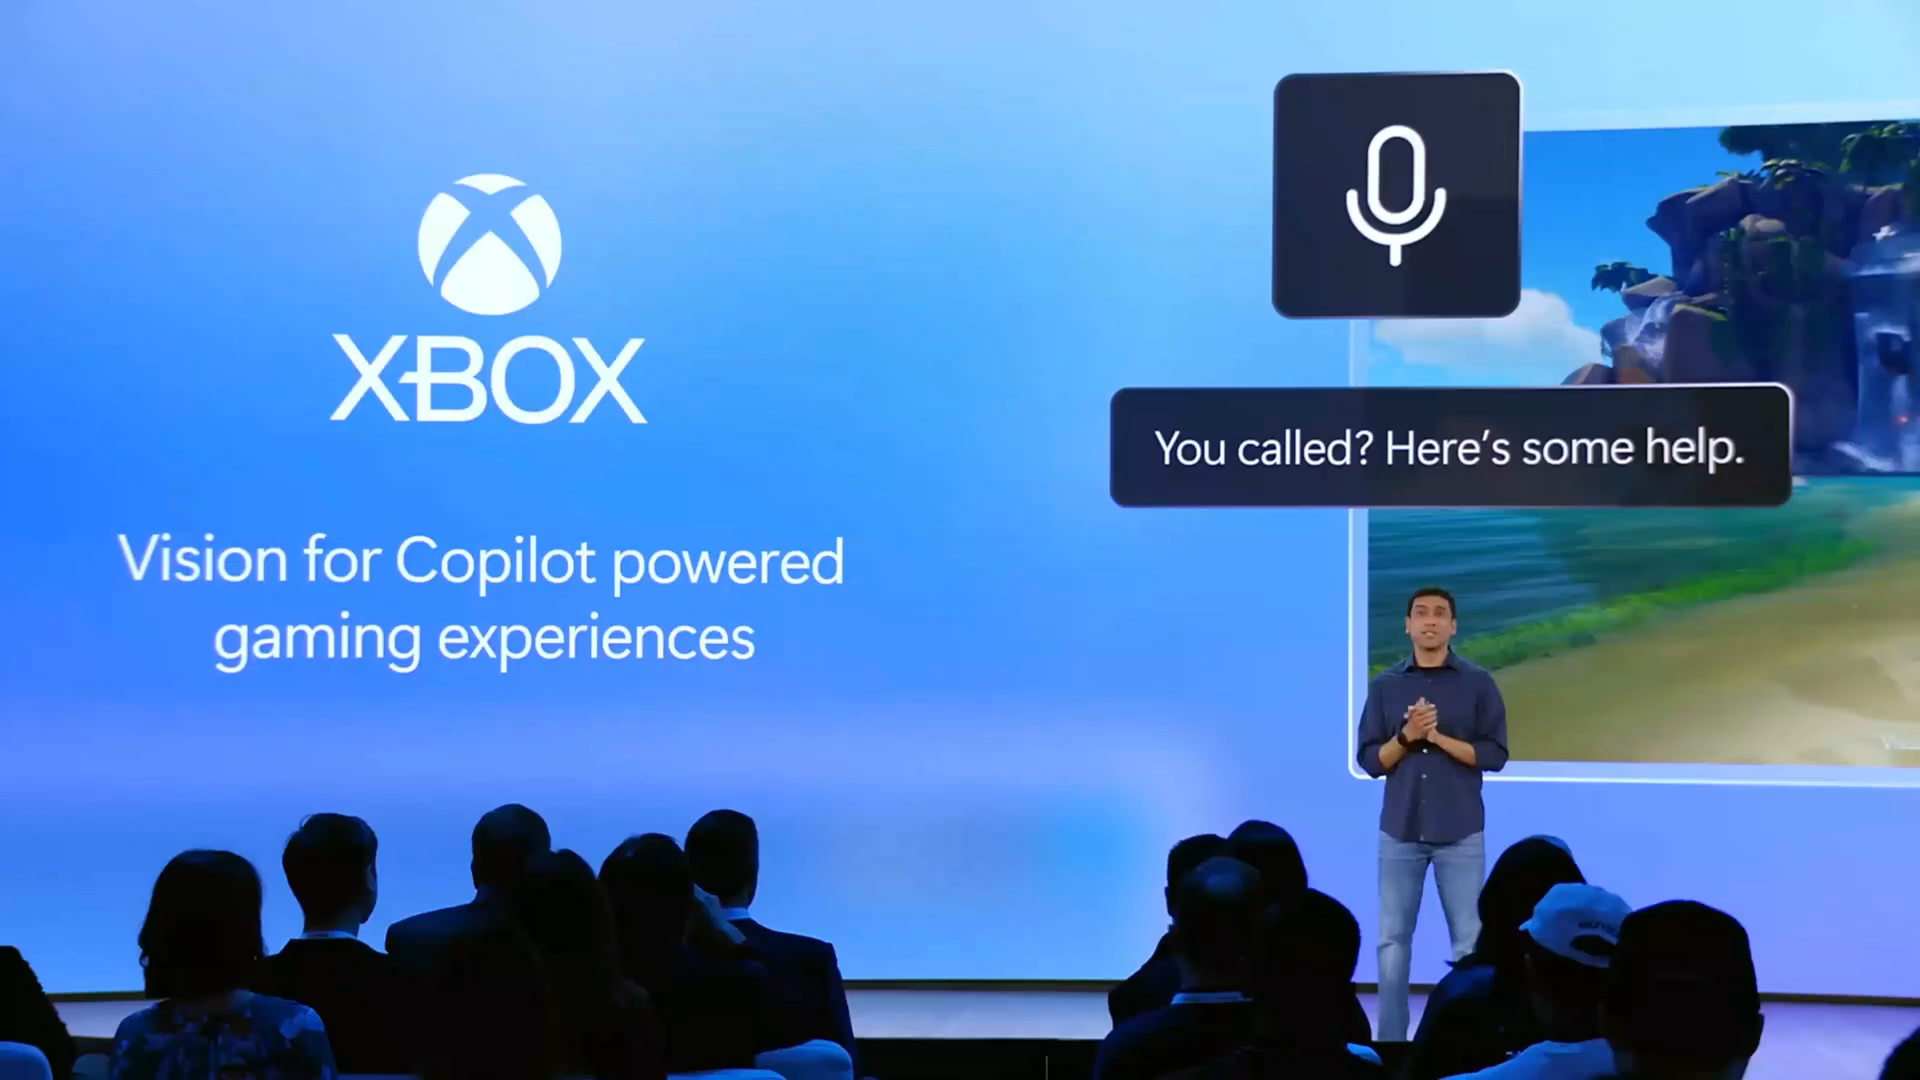 XBOX
Vision for Copilot powered
gaming experiences
You called? Here's some help.